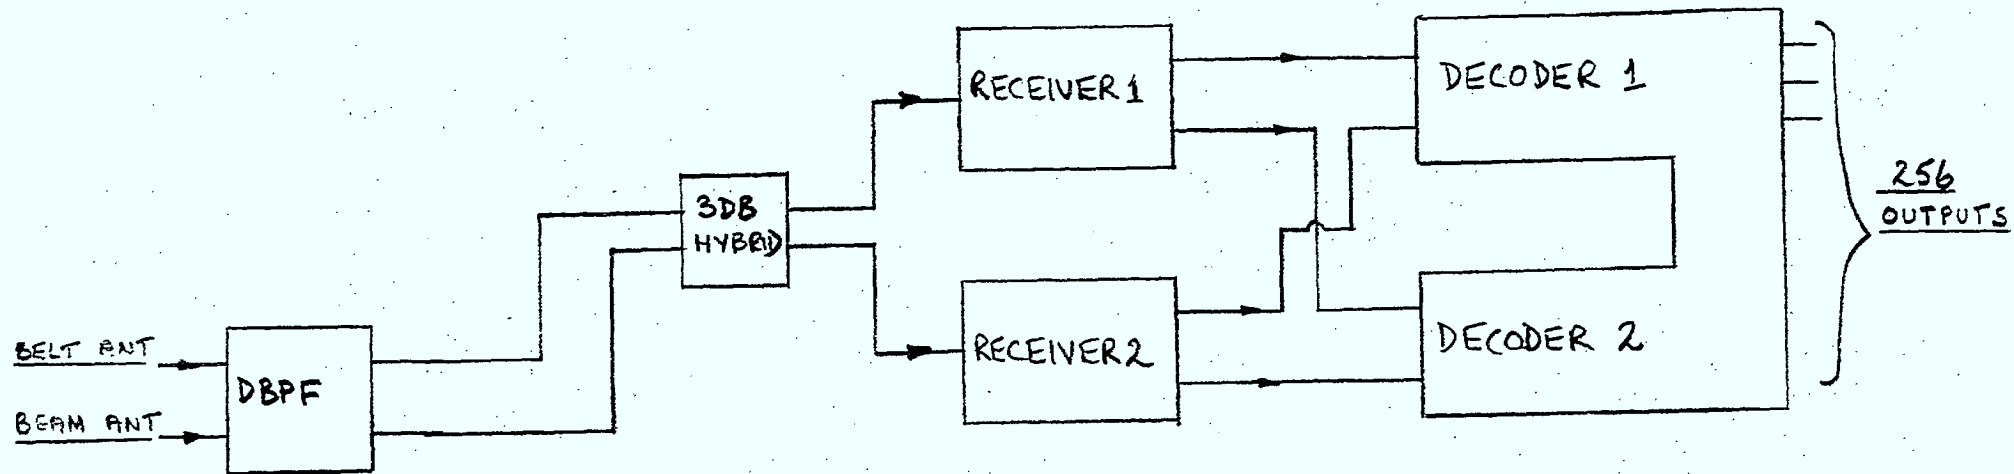 BELT ANT
BEAM ANT
DBPF
3DB
HYBRID
RECEIVER 1
RECEIVER 2
DECODER 1
DECODER 2
256
OUTPUTS